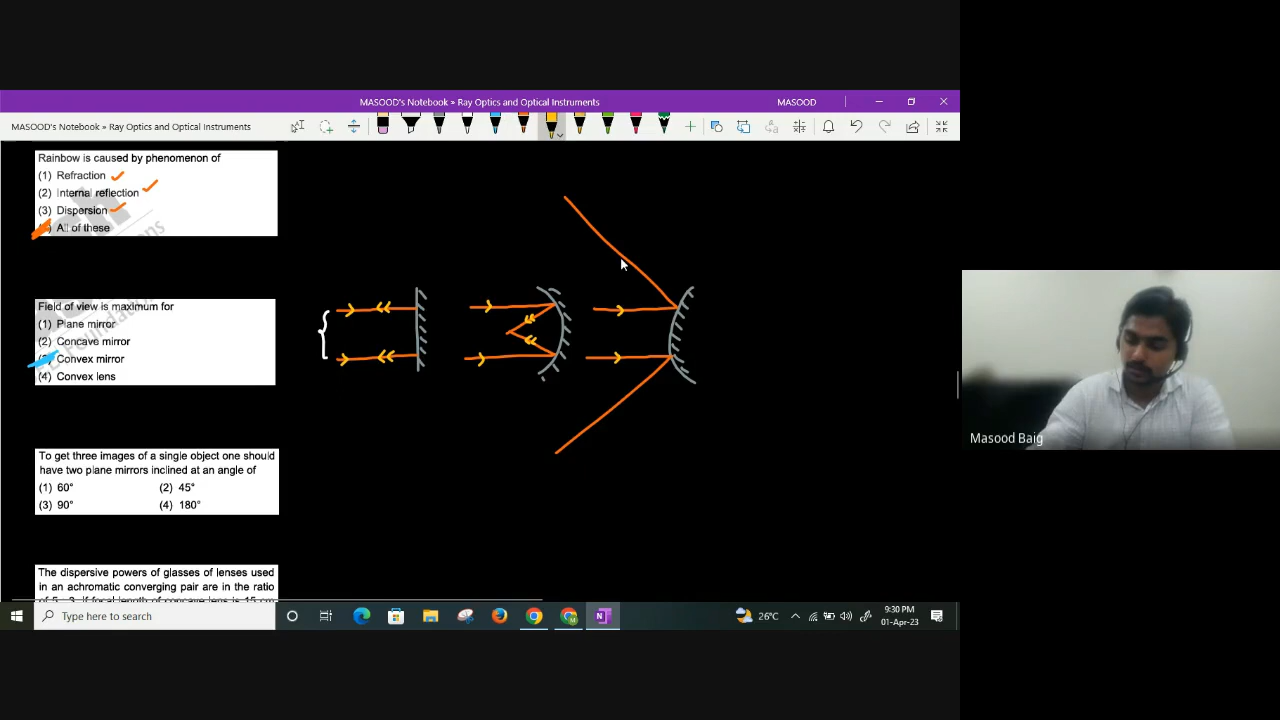 MASOOD's Notebook » Ray Optics and Optical Instruments
MASOOD
MASOOD's Notebook » Ray Optics and Optical Instruments
Rainbow is caused by phenomenon of
(1) Refraction
(2) Internal reflection
(3) Dispersion
All of these
Field of view is maximum for
(1) Plane mirror
(2) Concave mirror
Convex mirror
(4) Convex lens
To get three images of a single object one should
have two plane mirrors inclined at an angle of
(1) 60° (2) 45°
(3) 90° (4) 180°
The dispersive powers of glasses of lenses used
in an achromatic converging pair are in the ratio
Masood Baig
Type here to search
26°C
9:30 PM
01-Apr-23